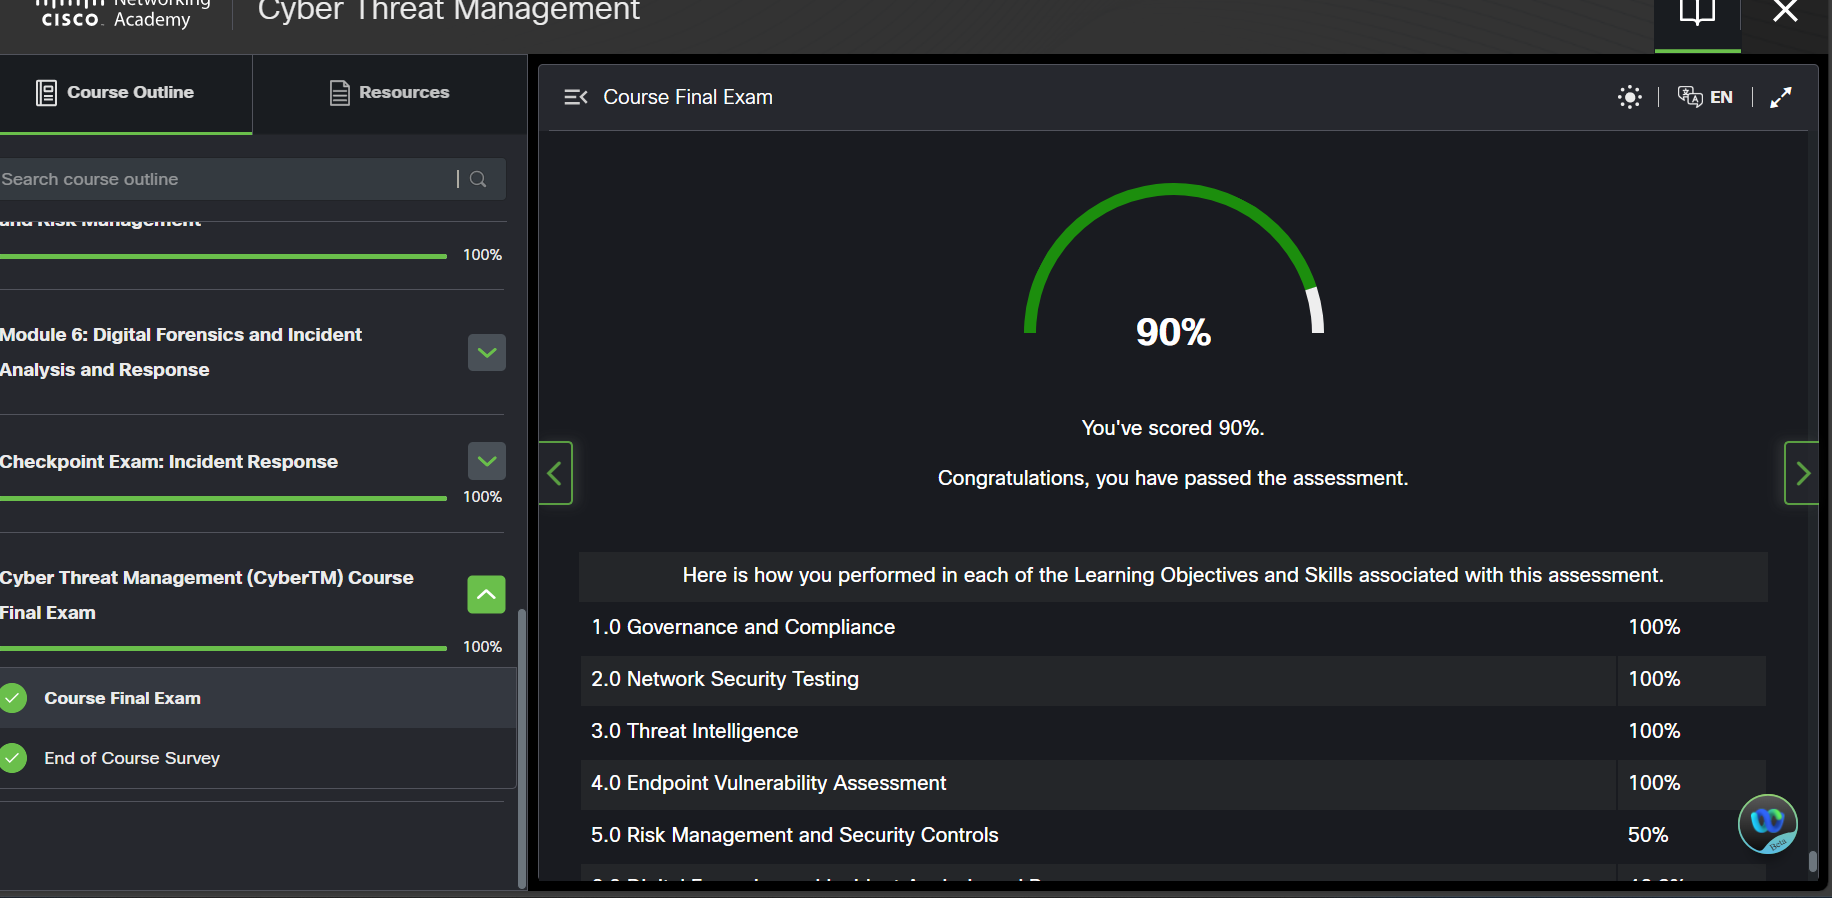 Networking
CISCO Academy
Cyber Threat Management
Course Outline
Resources
Search course outline
and Risk Management
100%
Module 6: Digital Forensics and Incident
Analysis and Response
Checkpoint Exam: Incident Response
100%
Cyber Threat Management (CyberTM) Course
Final Exam
100%
Course Final Exam
End of Course Survey
Course Final Exam
EN
90%
You've scored 90%.
Congratulations, you have passed the assessment.
Here is how you performed in each of the Learning Objectives and Skills associated with this assessment.
1.0 Governance and Compliance 100%
2.0 Network Security Testing 100%
3.0 Threat Intelligence 100%
4.0 Endpoint Vulnerability Assessment 100%
5.0 Risk Management and Security Controls 50%
Beta